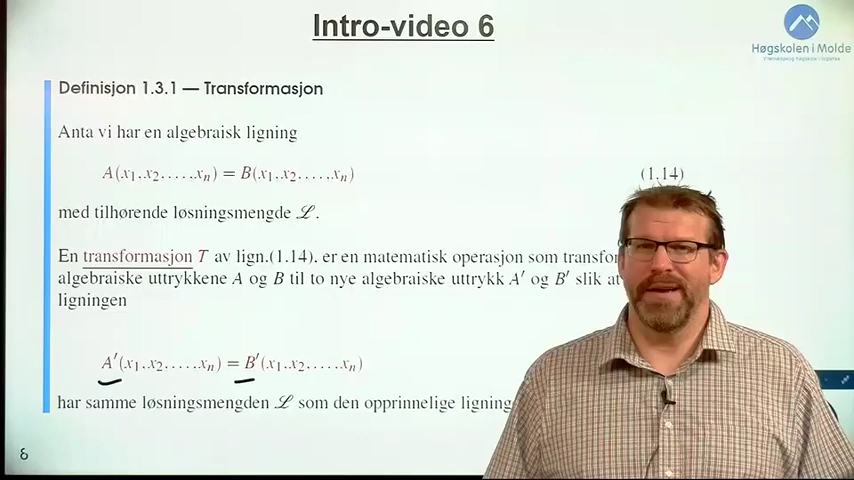 Intro-video 6
Høgskolen i Molde
Definisjon 1.3.1 — Transformasjon
Anta vi har en algebraisk ligning
A(x₁,x₂.....xₙ) = B(x₁,x₂.....xₙ)
(1.14)
med tilhørende løsningsmengde ℒ.
En transformasjon T av lign.(1.14). er en matematisk operasjon som transfor
algebraiske uttrykkene A og B til to nye algebraiske uttrykk A′ og B′ slik at
ligningen
A′(x₁,x₂.....xₙ) = B′(x₁,x₂.....xₙ)
har samme løsningsmengden ℒ som den opprinnelige ligning
6